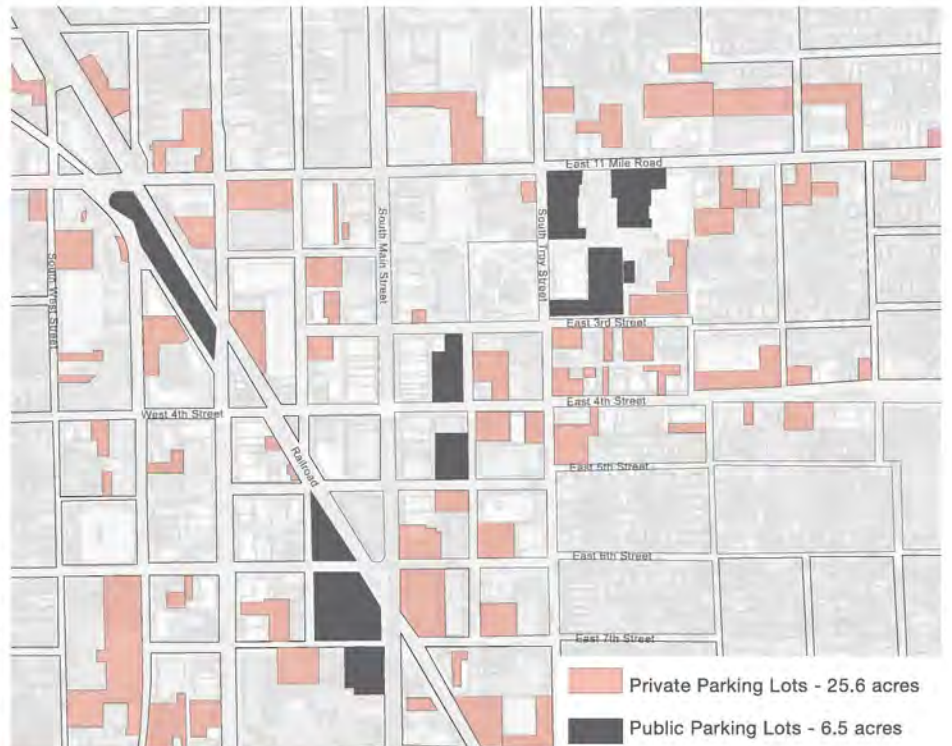 East 11 Mile Road
South Main Street
South Troy Street
South West Street
East 3rd Street
East 4th Street
West 4th Street
Railroad
East 5th Street
East 6th Street
East 7th Street
Private Parking Lots - 25.6 acres
Public Parking Lots - 6.5 acres